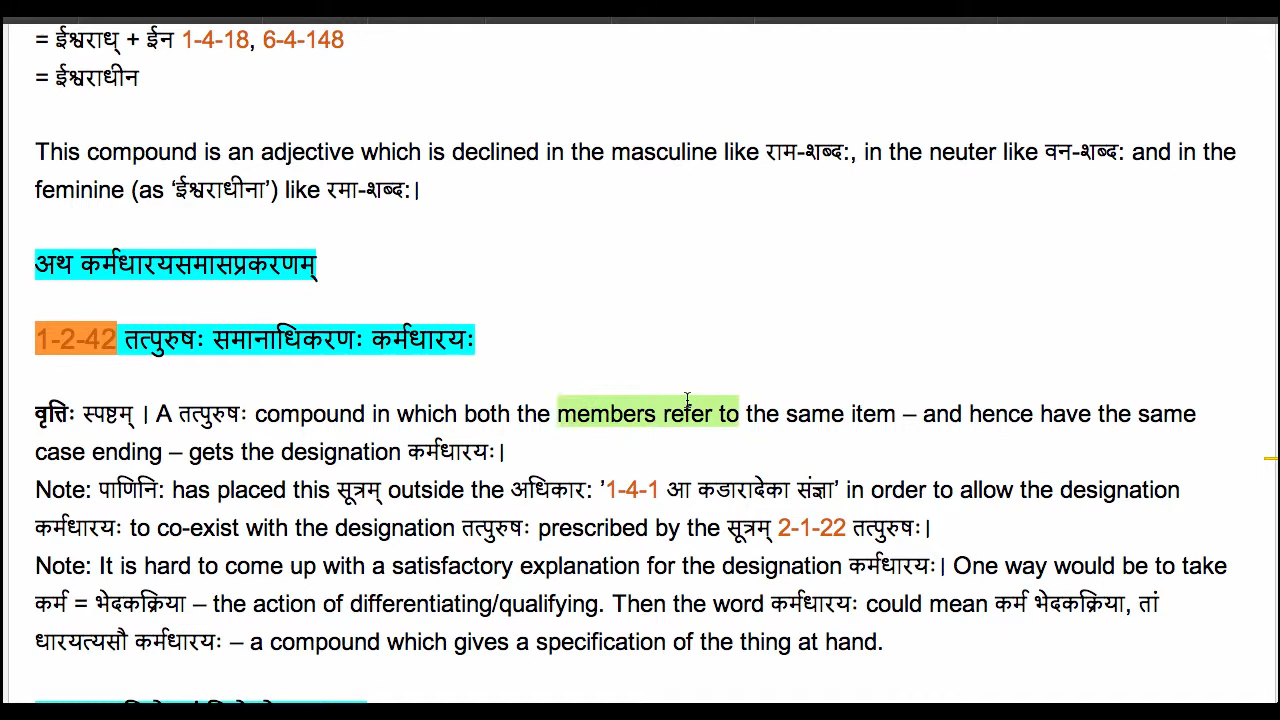 = ईश्वराध् + ईन 1-4-18, 6-4-148
= ईश्वराधीन
This compound is an adjective which is declined in the masculine like राम-शब्द:, in the neuter like वन-शब्द: and in the
feminine (as ‘ईश्वराधीना’) like रमा-शब्द:।
अथ कर्मधारयसमासप्रकरणम्
1-2-42 तत्पुरुषः समानाधिकरणः कर्मधारयः
वृत्तिः स्पष्टम् । A तत्पुरुषः compound in which both the members refer to the same item – and hence have the same
case ending – gets the designation कर्मधारयः।
Note: पाणिनि: has placed this सूत्रम् outside the अधिकार: ’1-4-1 आ कडारादेका संज्ञा’ in order to allow the designation
कर्मधारयः to co-exist with the designation तत्पुरुषः prescribed by the सूत्रम् 2-1-22 तत्पुरुषः।
Note: It is hard to come up with a satisfactory explanation for the designation कर्मधारयः। One way would be to take
कर्म = भेदकक्रिया – the action of differentiating/qualifying. Then the word कर्मधारयः could mean कर्म भेदकक्रिया, तां
धारयत्यसौ कर्मधारयः – a compound which gives a specification of the thing at hand.